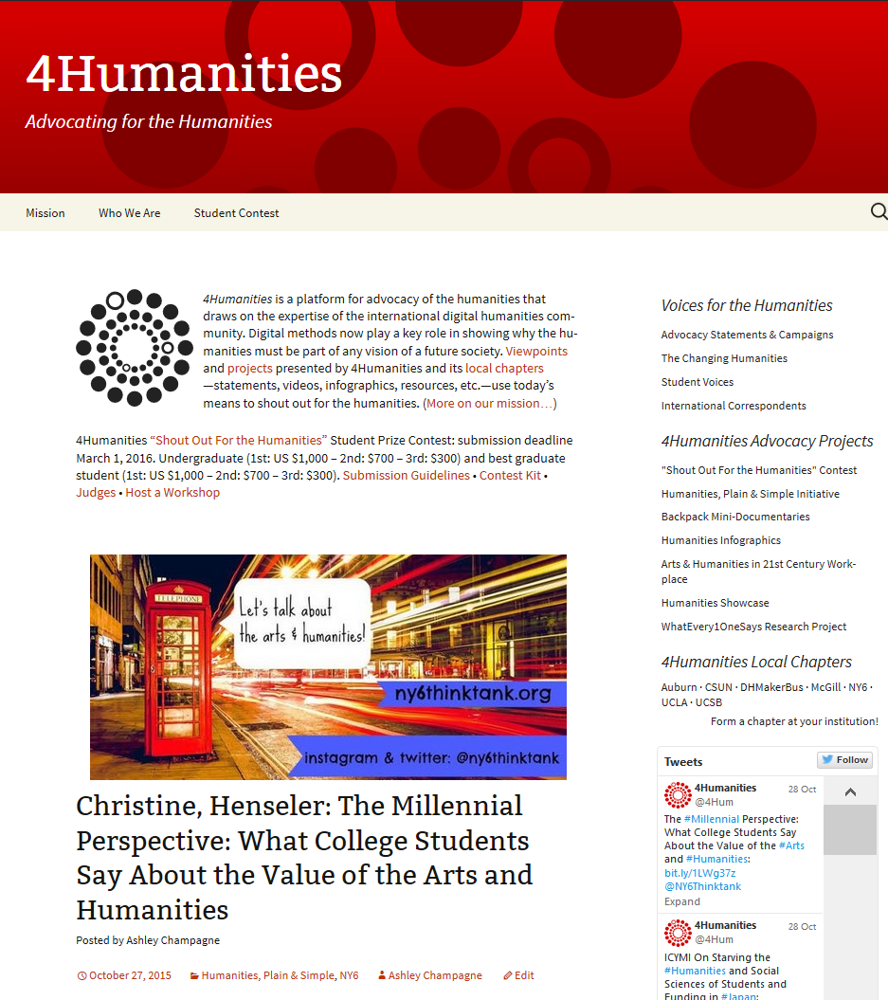 4Humanities
Advocating for the Humanities
Mission
Who We Are
Student Contest
4Humanities is a platform for advocacy of the humanities that
draws on the expertise of the international digital humanities com-
munity. Digital methods now play a key role in showing why the hu-
manities must be part of any vision of a future society. Viewpoints
and projects presented by 4Humanities and its local chapters
—statements, videos, infographics, resources, etc.—use today’s
means to shout out for the humanities. (More on our mission…)
4Humanities “Shout Out For the Humanities” Student Prize Contest: submission deadline
March 1, 2016. Undergraduate (1st: US $1,000 – 2nd: $700 – 3rd: $300) and best graduate
student (1st: US $1,000 – 2nd: $700 – 3rd: $300). Submission Guidelines • Contest Kit •
Judges • Host a Workshop
TELEPHONE
Let's talk about
the arts & humanities!
ny6thinktank.org
instagram & twitter: @ny6thinktank
Christine, Henseler: The Millennial
Perspective: What College Students
Say About the Value of the Arts and
Humanities
Posted by Ashley Champagne
October 27, 2015
Humanities, Plain & Simple, NY6
Ashley Champagne
Edit
Voices for the Humanities
Advocacy Statements & Campaigns
The Changing Humanities
Student Voices
International Correspondents
4Humanities Advocacy Projects
"Shout Out For the Humanities" Contest
Humanities, Plain & Simple Initiative
Backpack Mini-Documentaries
Humanities Infographics
Arts & Humanities in 21st Century Work-
place
Humanities Showcase
WhatEvery1OneSays Research Project
4Humanities Local Chapters
Auburn · CSUN · DHMakerBus · McGill · NY6 ·
UCLA · UCSB
Form a chapter at your institution!
Tweets
Follow
4Humanities
28 Oct
@4Hum
The #Millennial Perspective:
What College Students Say
About the Value of the #Arts
and #Humanities:
bit.ly/1LWg37z
@NY6Thinktank
Expand
4Humanities
28 Oct
@4Hum
ICYMI On Starving the
#Humanities and Social
Sciences of Students and
Funding in #Japan: